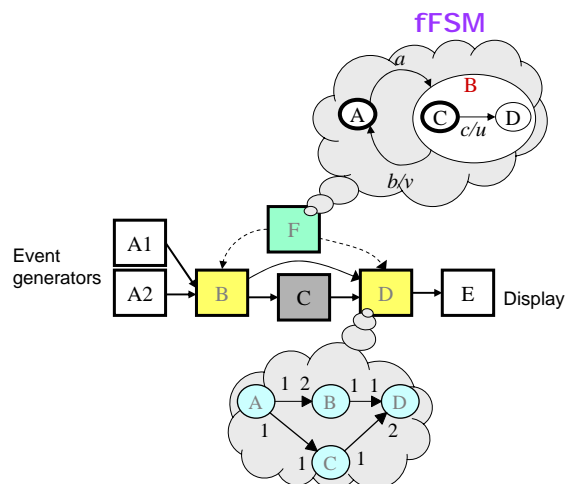 fFSM
a
B
A
C
D
c/u
b/v
F
A1
Event
generators
A2
B
C
D
E
Display
1 2
1 1
A
B
D
1
2
1
C
1